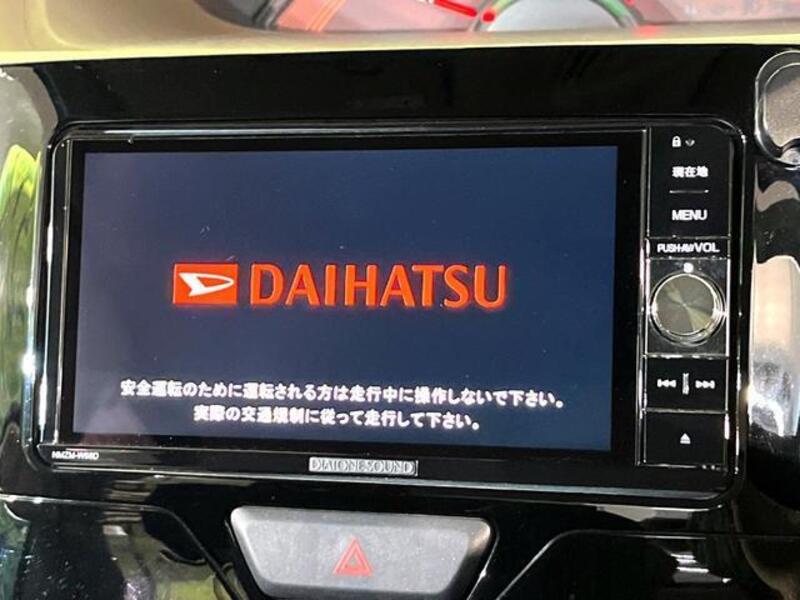 現在地
MENU
PUSH-AV VOL
DAIHATSU
安全運転のために運転される方は走行中に操作しないで下さい。
実際の交通規制に従って走行して下さい。
NMZM-W66D
DIATONE SOUND